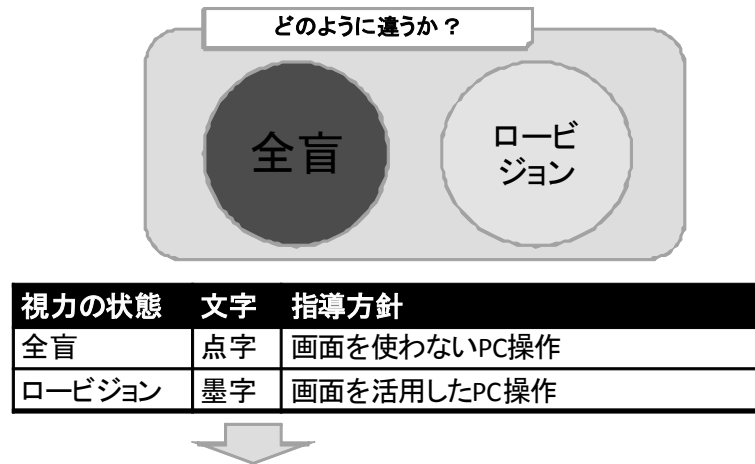 どのように違うか？
全盲
ロービ
ジョン
視力の状態 文字 指導方針
全盲 点字 画面を使わないPC操作
ロービジョン 墨字 画面を活用したPC操作